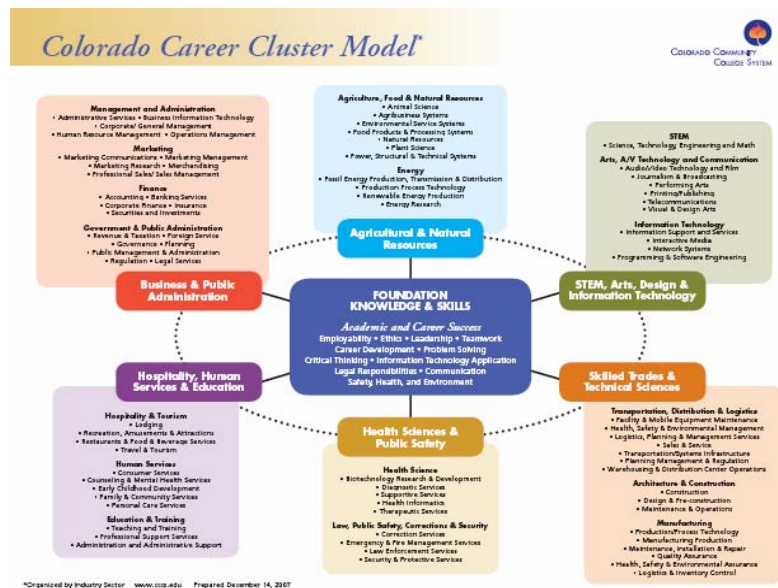 Colorado Career Cluster Model*
COLORADO COMMUNITY
COLLEGE SYSTEM
Management and Administration
• Administrative Services • Business Information Technology
• Corporate/ General Management
• Human Resource Management • Operations Management
Marketing
• Marketing Communications • Marketing Management
• Marketing Research • Merchandising
• Professional Sales/ Sales Management
Finance
• Accounting • Banking Services
• Corporate Finance • Insurance
• Securities and Investments
Government & Public Administration
• Revenue & Taxation • Foreign Service
• Governance • Planning
• Public Management & Administration
• Regulation • Legal Services
Business & Public
Administration
Agriculture, Food & Natural Resources
• Animal Science
• Agribusiness Systems
• Environmental Service Systems
• Food Products & Processing Systems
• Natural Resources
• Plant Science
• Power, Structural & Technical Systems
Energy
• Fossil Energy Production, Transmission & Distribution
• Production Process Technology
• Renewable Energy Production
• Energy Research
Agricultural & Natural
Resources
STEM
• Science, Technology, Engineering and Math
Arts, A/V Technology and Communication
• Audio/Video Technology and Film
• Journalism & Broadcasting
• Performing Arts
• Printing/Publishing
• Telecommunications
• Visual & Design Arts
Information Technology
• Information Support and Services
• Interactive Media
• Network Systems
• Programming & Software Engineering
STEM, Arts, Design &
Information Technology
FOUNDATION
KNOWLEDGE & SKILLS
Academic and Career Success
Employability • Ethics • Leadership • Teamwork
Career Development • Problem Solving
Critical Thinking • Information Technology Application
Legal Responsibilities • Communication
Safety, Health, and Environment
Hospitality, Human
Services & Education
Hospitality & Tourism
• Lodging
• Recreation, Amusements & Attractions
• Restaurants & Food & Beverage Services
• Travel & Tourism
Human Services
• Consumer Services
• Counseling & Mental Health Services
• Early Childhood Development
• Family & Community Services
• Personal Care Services
Education & Training
• Teaching and Training
• Professional Support Services
• Administration and Administrative Support
Health Sciences &
Public Safety
Health Science
• Biotechnology Research & Development
• Diagnostic Services
• Supportive Services
• Health Informatics
• Therapeutic Services
Law, Public Safety, Corrections & Security
• Correction Services
• Emergency & Fire Management Services
• Law Enforcement Services
• Security & Protective Services
Skilled Trades &
Technical Sciences
Transportation, Distribution & Logistics
• Facility & Mobile Equipment Maintenance
• Health, Safety & Environmental Management
• Logistics, Planning & Management Services
• Sales & Service
• Transportation/Systems Infrastructure
• Planning Management & Regulation
• Warehousing & Distribution Center Operations
Architecture & Construction
• Construction
• Design & Pre-construction
• Maintenance & Operations
Manufacturing
• Production/Process Technology
• Manufacturing Production
• Maintenance, Installation & Repair
• Quality Assurance
• Health, Safety & Environmental Assurance
• Logistics & Inventory Control
*Organized by Industry Sector www.cccs.edu Prepared December 14, 2007